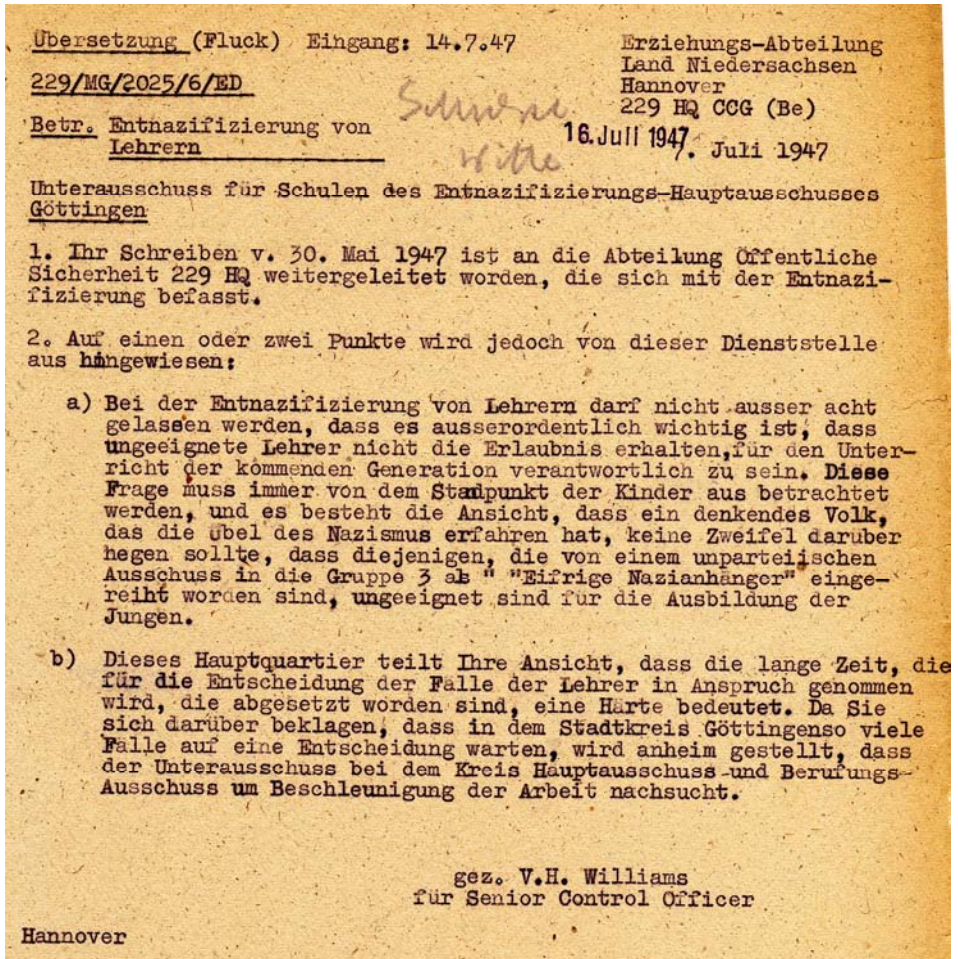 Übersetzung (Fluck) Eingang: 14.7.47
Erziehungs-Abteilung
Land Niedersachsen
Hannover
229 HQ CCG (Be)
229/MG/2025/6/ED
16. Juli 1947
7. Juli 1947
Betr. Entnazifizierung von
Lehrern
Witte
Unterausschuss für Schulen des Entnazifizierungs-Hauptausschusses
Göttingen
1. Ihr Schreiben v. 30. Mai 1947 ist an die Abteilung Öffentliche
Sicherheit 229 HQ weitergeleitet worden, die sich mit der Entnazi-
fizierung befasst.
2. Auf einen oder zwei Punkte wird jedoch von dieser Dienststelle
aus hingewiesen:
a) Bei der Entnazifizierung von Lehrern darf nicht ausser acht
gelassen werden, dass es ausserordentlich wichtig ist, dass
ungeeignete Lehrer nicht die Erlaubnis erhalten,für den Unter-
richt der kommenden Generation verantwortlich zu sein. Diese
Frage muss immer von dem Stadpunkt der Kinder aus betrachtet
werden, und es besteht die Ansicht, dass ein denkendes Volk,
das die Übel des Nazismus erfahren hat, keine Zweifel darüber
hegen sollte, dass diejenigen, die von einem unparteiischen
Ausschuss in die Gruppe 3 als " "Eifrige Nazianhänger" einge-
reiht worden sind, ungeeignet sind für die Ausbildung der
Jungen.
b) Dieses Hauptquartier teilt Ihre Ansicht, dass die lange Zeit, die
für die Entscheidung der Fälle der Lehrer in Anspruch genommen
wird, die abgesetzt worden sind, eine Härte bedeutet. Da Sie
sich darüber beklagen, dass in dem Stadtkreis Göttingenso viele
Fälle auf eine Entscheidung warten, wird anheim gestellt, dass
der Unterausschuss bei dem Kreis Hauptausschuss-und Berufungs-
Ausschuss um Beschleunigung der Arbeit nachsucht.
gez. V.H. Williams
für Senior Control Officer
Hannover